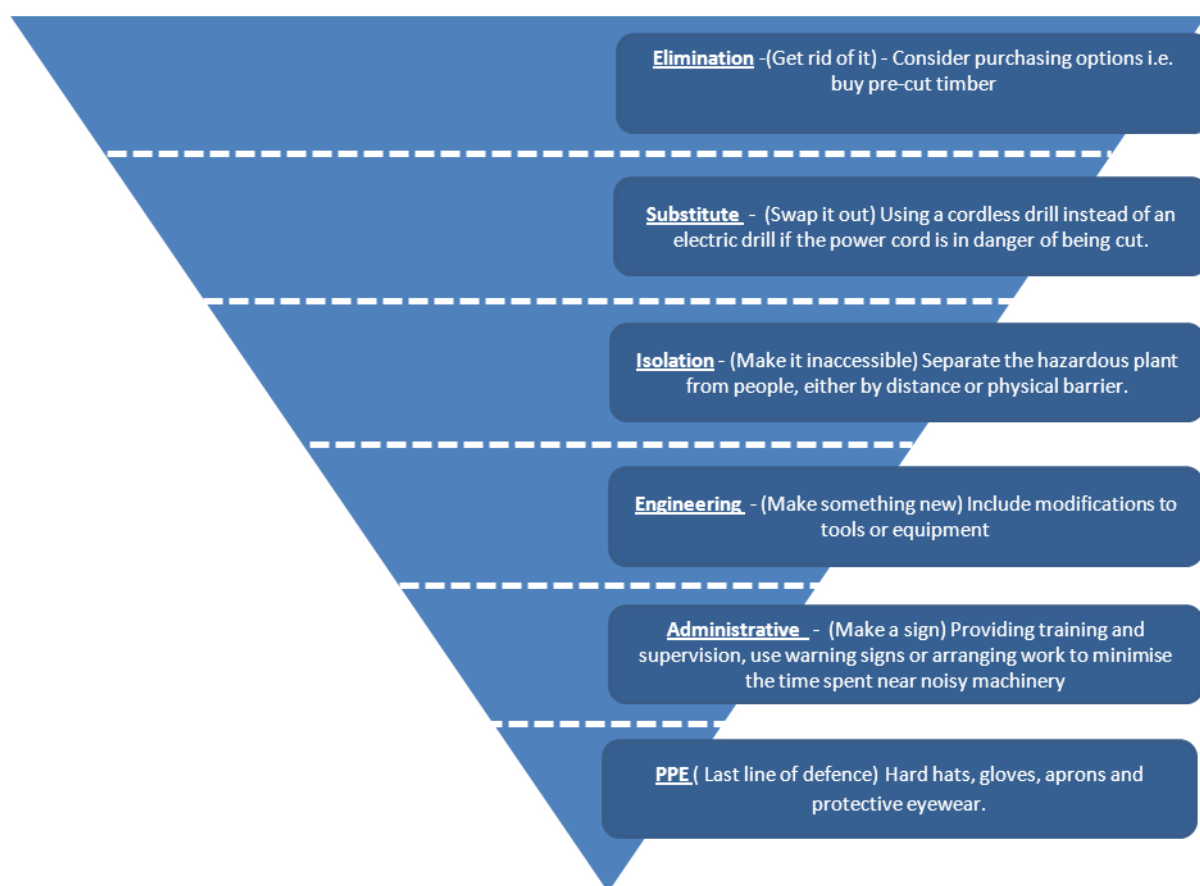 Elimination -(Get rid of it) - Consider purchasing options i.e.
buy pre-cut timber
Substitute - (Swap it out) Using a cordless drill instead of an
electric drill if the power cord is in danger of being cut.
Isolation - (Make it inaccessible) Separate the hazardous plant
from people, either by distance or physical barrier.
Engineering - (Make something new) Include modifications to
tools or equipment
Administrative - (Make a sign) Providing training and
supervision, use warning signs or arranging work to minimise
the time spent near noisy machinery
PPE ( Last line of defence) Hard hats, gloves, aprons and
protective eyewear.